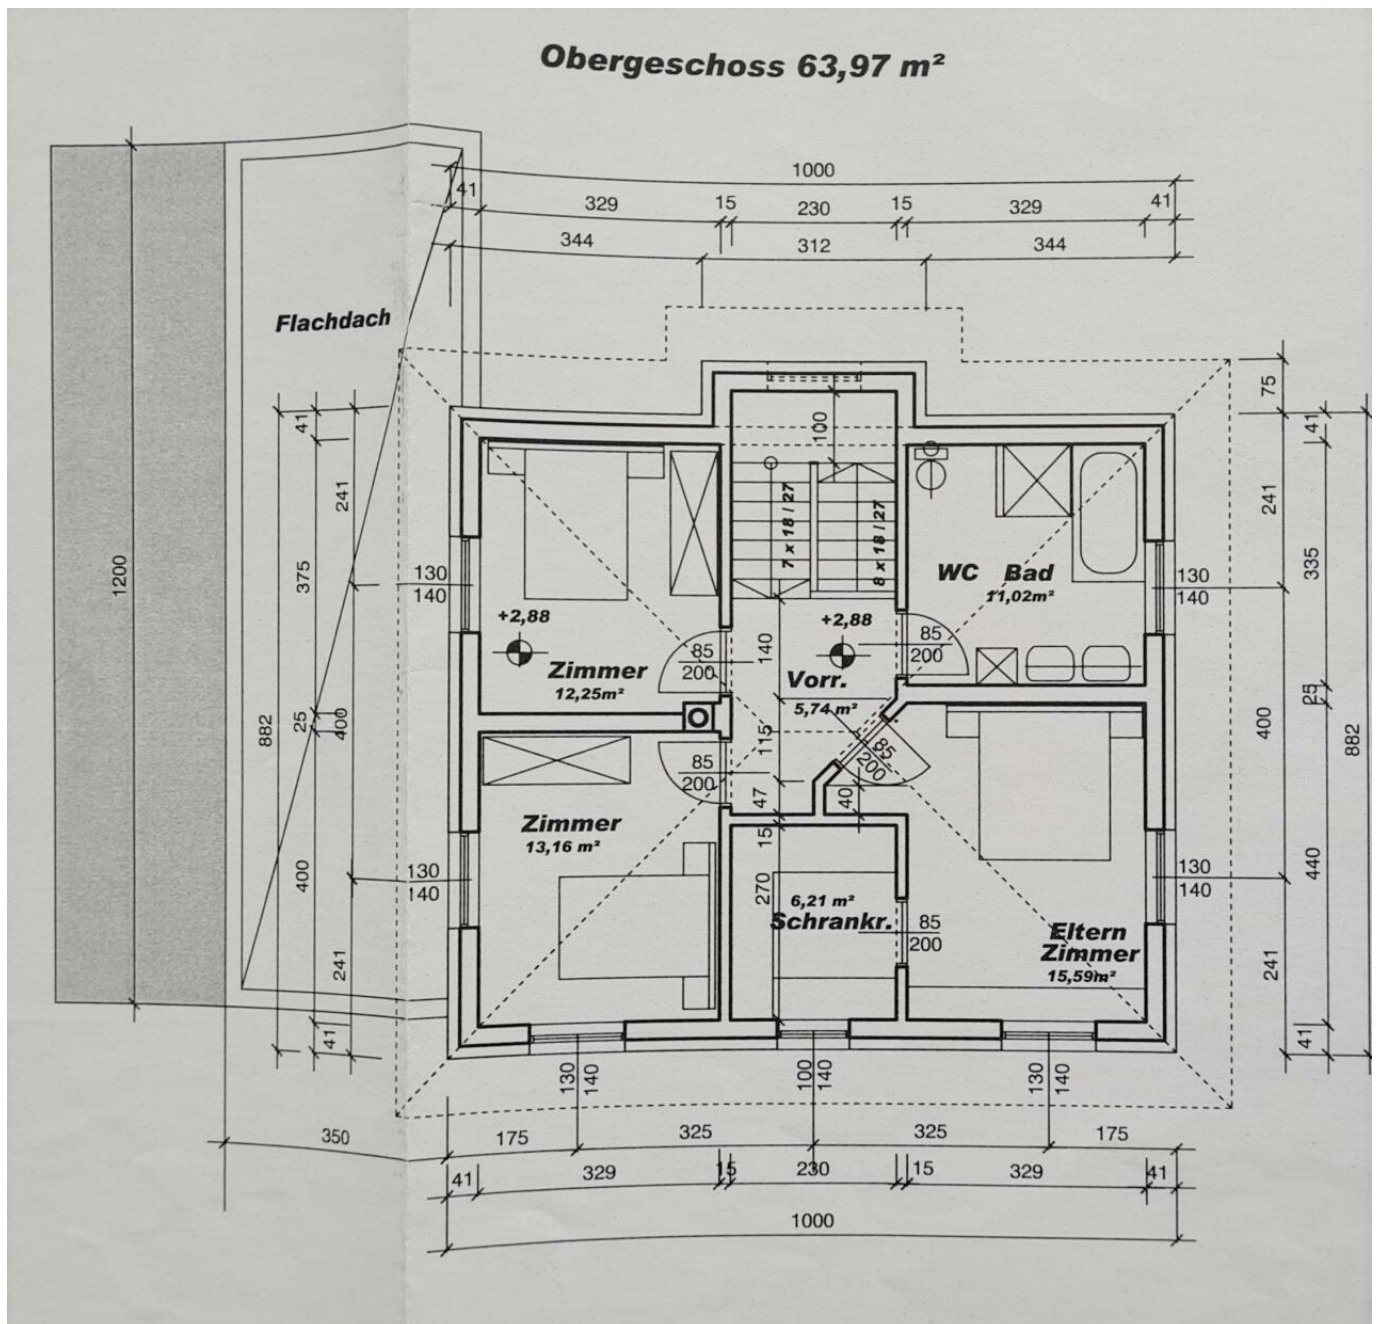 Obergeschoss 63,97 m²
1000
41 329 15 230 15 329 41
344 312 344
Flachdach
75
41
241
100
41
241
7 x 18 / 27
8 x 18 / 27
WC Bad
11,02m²
1200
375
335
130
140
130
140
+2,88
+2,88
85
200
140
85
200
Zimmer
12,25m²
Vorr.
5,74 m²
882
25
400
25
400
882
115
85
200
85
200
47
40
15
Zimmer
13,16 m²
400
130
140
130
140
440
270
6,21 m²
Schrankr.
85
200
Eltern
Zimmer
15,59m²
241
241
41
41
130
140
100
140
130
140
350 175 325 325 175
41 329 15 230 15 329 41
1000